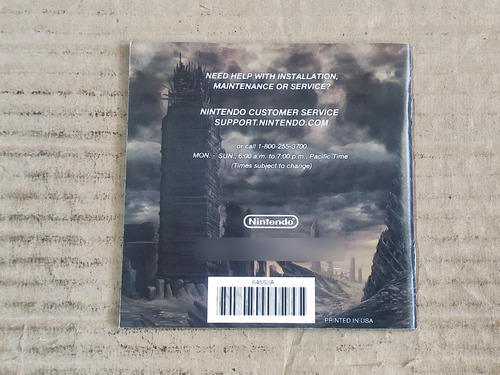 NEED HELP WITH INSTALLATION,
MAINTENANCE OR SERVICE?
NINTENDO CUSTOMER SERVICE
SUPPORT.NINTENDO.COM
or call 1-800-255-3700
MON. - SUN., 6:00 a.m. to 7:00 p.m., Pacific Time
(Times subject to change)
Nintendo
64552A
PRINTED IN USA